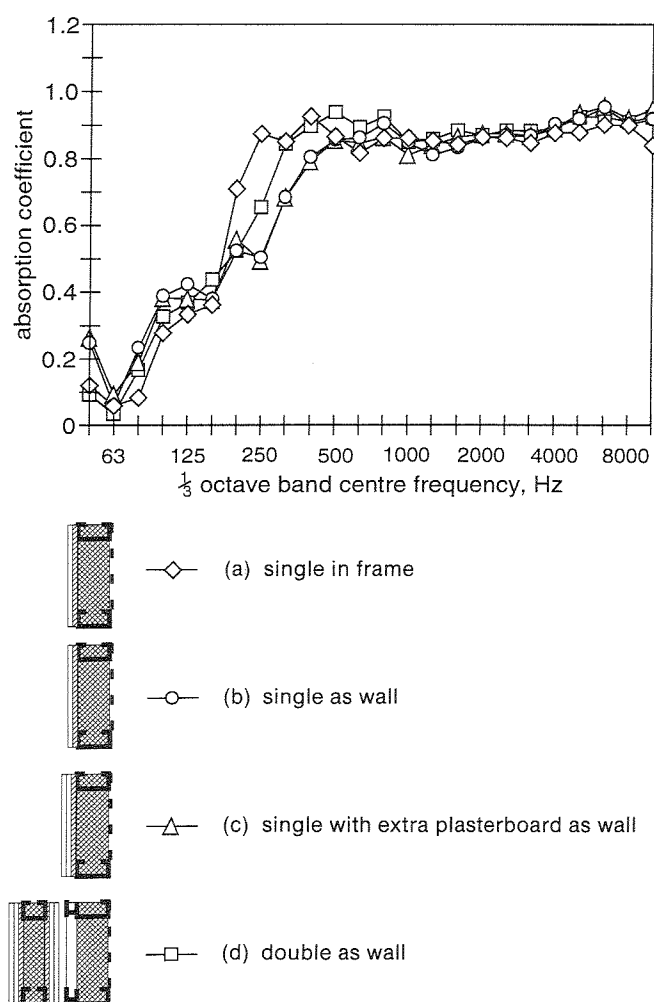 1.2
1.0
0.8
0.6
0.4
0.2
0
absorption coefficient
63 125 250 500 1000 2000 4000 8000
⅓ octave band centre frequency, Hz
(a) single in frame
(b) single as wall
(c) single with extra plasterboard as wall
(d) double as wall